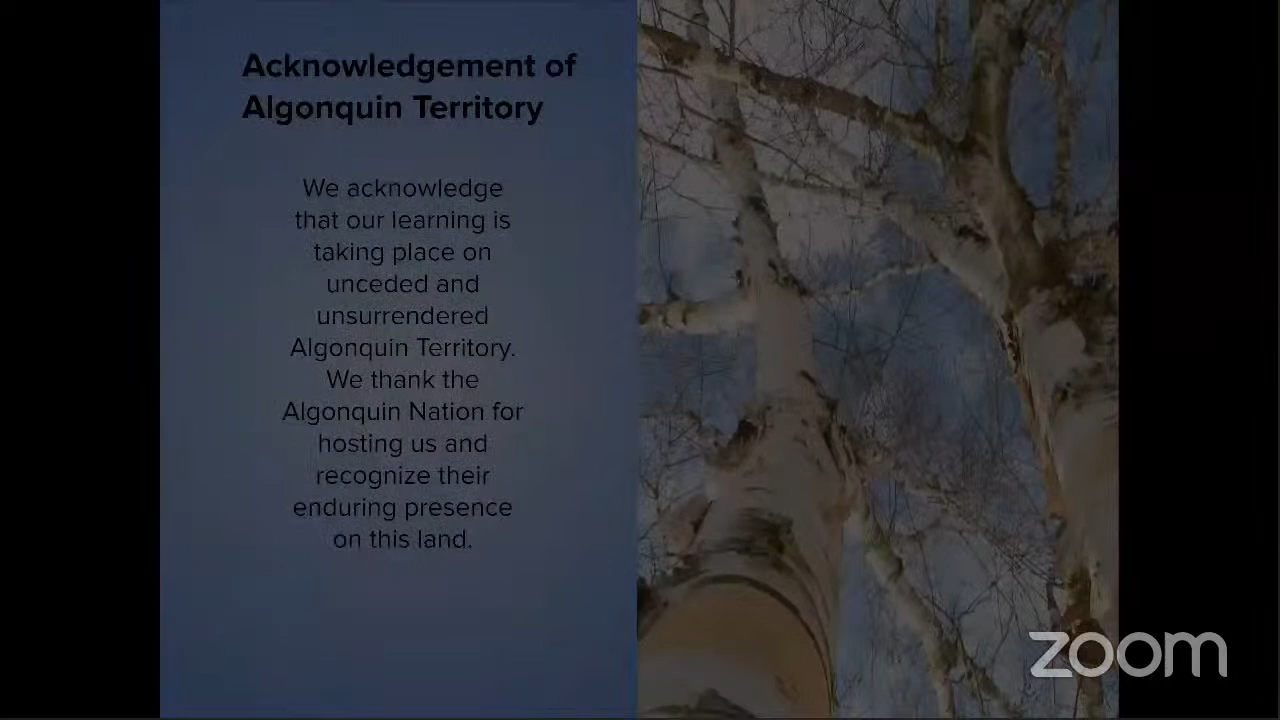 Acknowledgement of
Algonquin Territory
We acknowledge
that our learning is
taking place on
unceded and
unsurrendered
Algonquin Territory.
We thank the
Algonquin Nation for
hosting us and
recognize their
enduring presence
on this land.
zoom